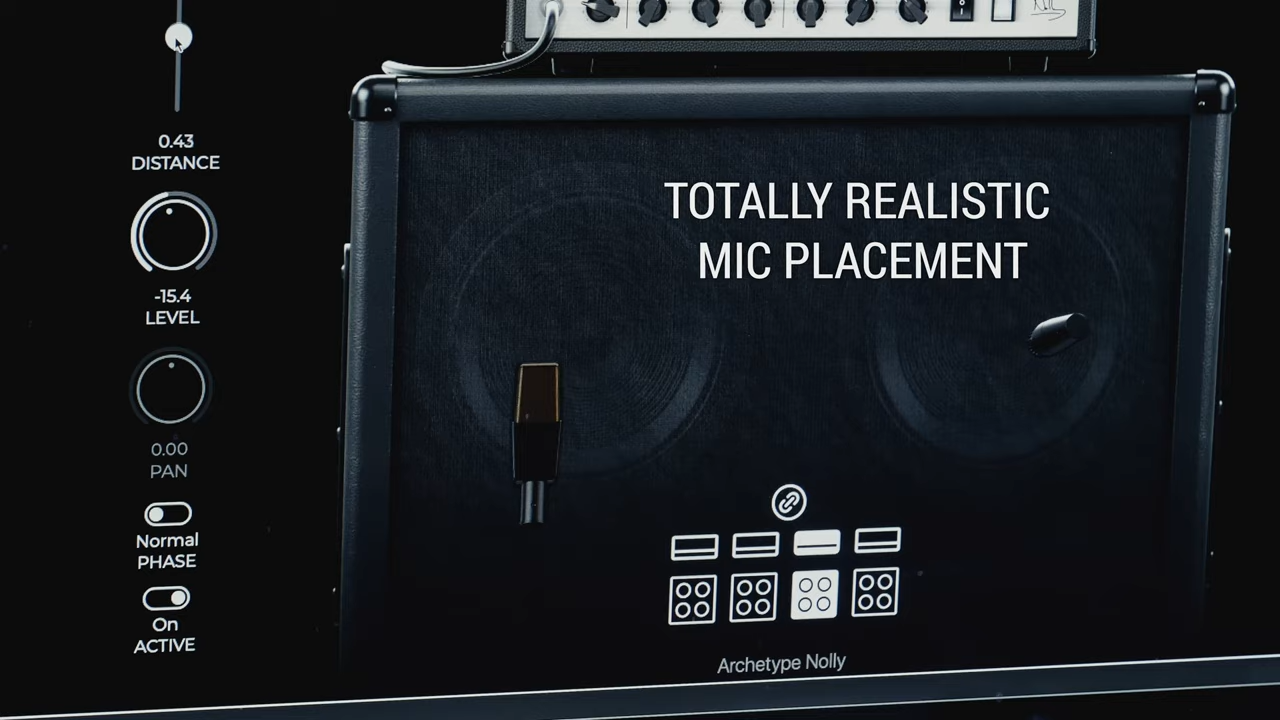 0.43
DISTANCE
-15.4
LEVEL
0.00
PAN
Normal
PHASE
On
ACTIVE
TOTALLY REALISTIC
MIC PLACEMENT
Archetype Nolly